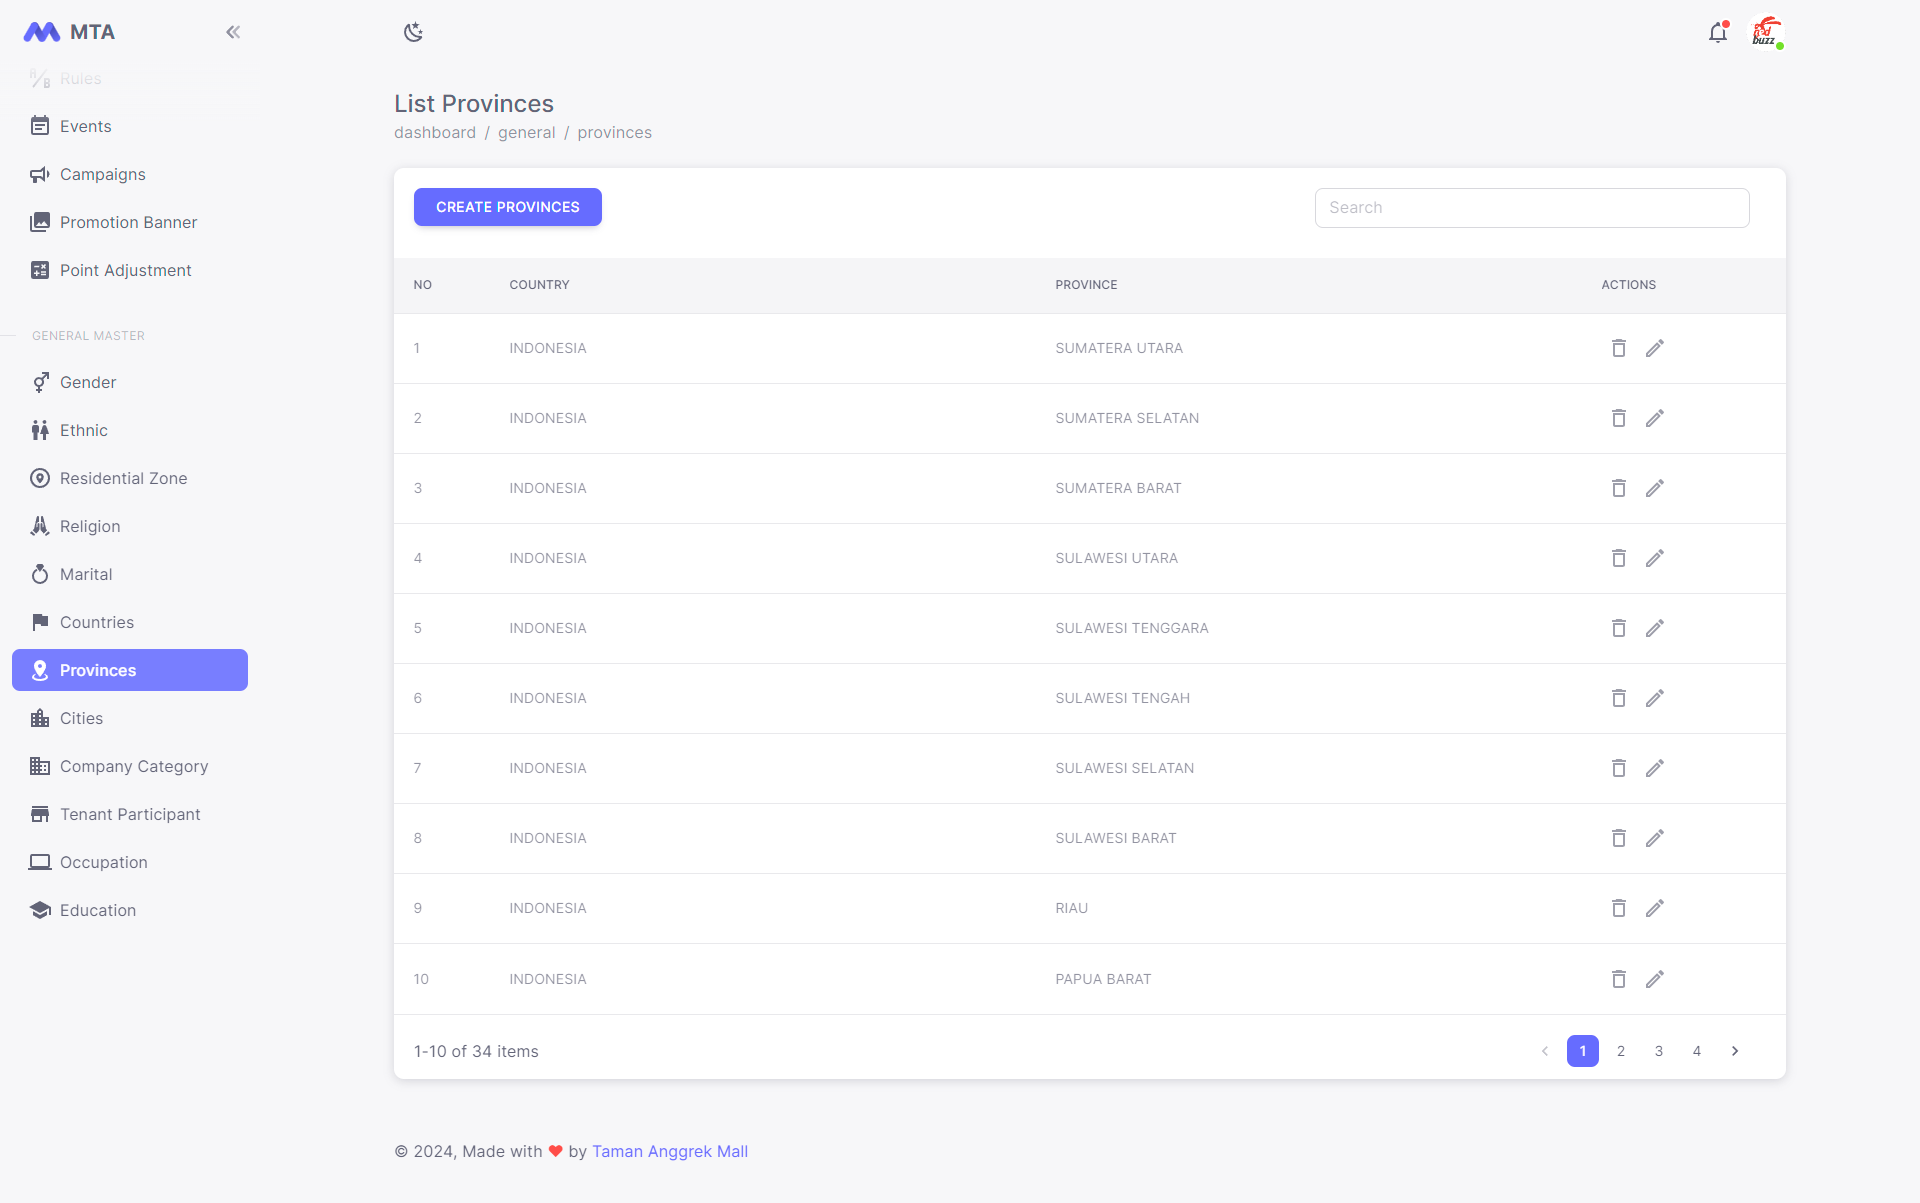 MTA
Rules
Events
Campaigns
Promotion Banner
Point Adjustment
GENERAL MASTER
Gender
Ethnic
Residential Zone
Religion
Marital
Countries
Provinces
Cities
Company Category
Tenant Participant
Occupation
Education
red
buzz
List Provinces
dashboard / general / provinces
CREATE PROVINCES
Search
NO COUNTRY PROVINCE ACTIONS
1 INDONESIA SUMATERA UTARA
2 INDONESIA SUMATERA SELATAN
3 INDONESIA SUMATERA BARAT
4 INDONESIA SULAWESI UTARA
5 INDONESIA SULAWESI TENGGARA
6 INDONESIA SULAWESI TENGAH
7 INDONESIA SULAWESI SELATAN
8 INDONESIA SULAWESI BARAT
9 INDONESIA RIAU
10 INDONESIA PAPUA BARAT
1-10 of 34 items
1 2 3 4
© 2024, Made with ❤ by Taman Anggrek Mall